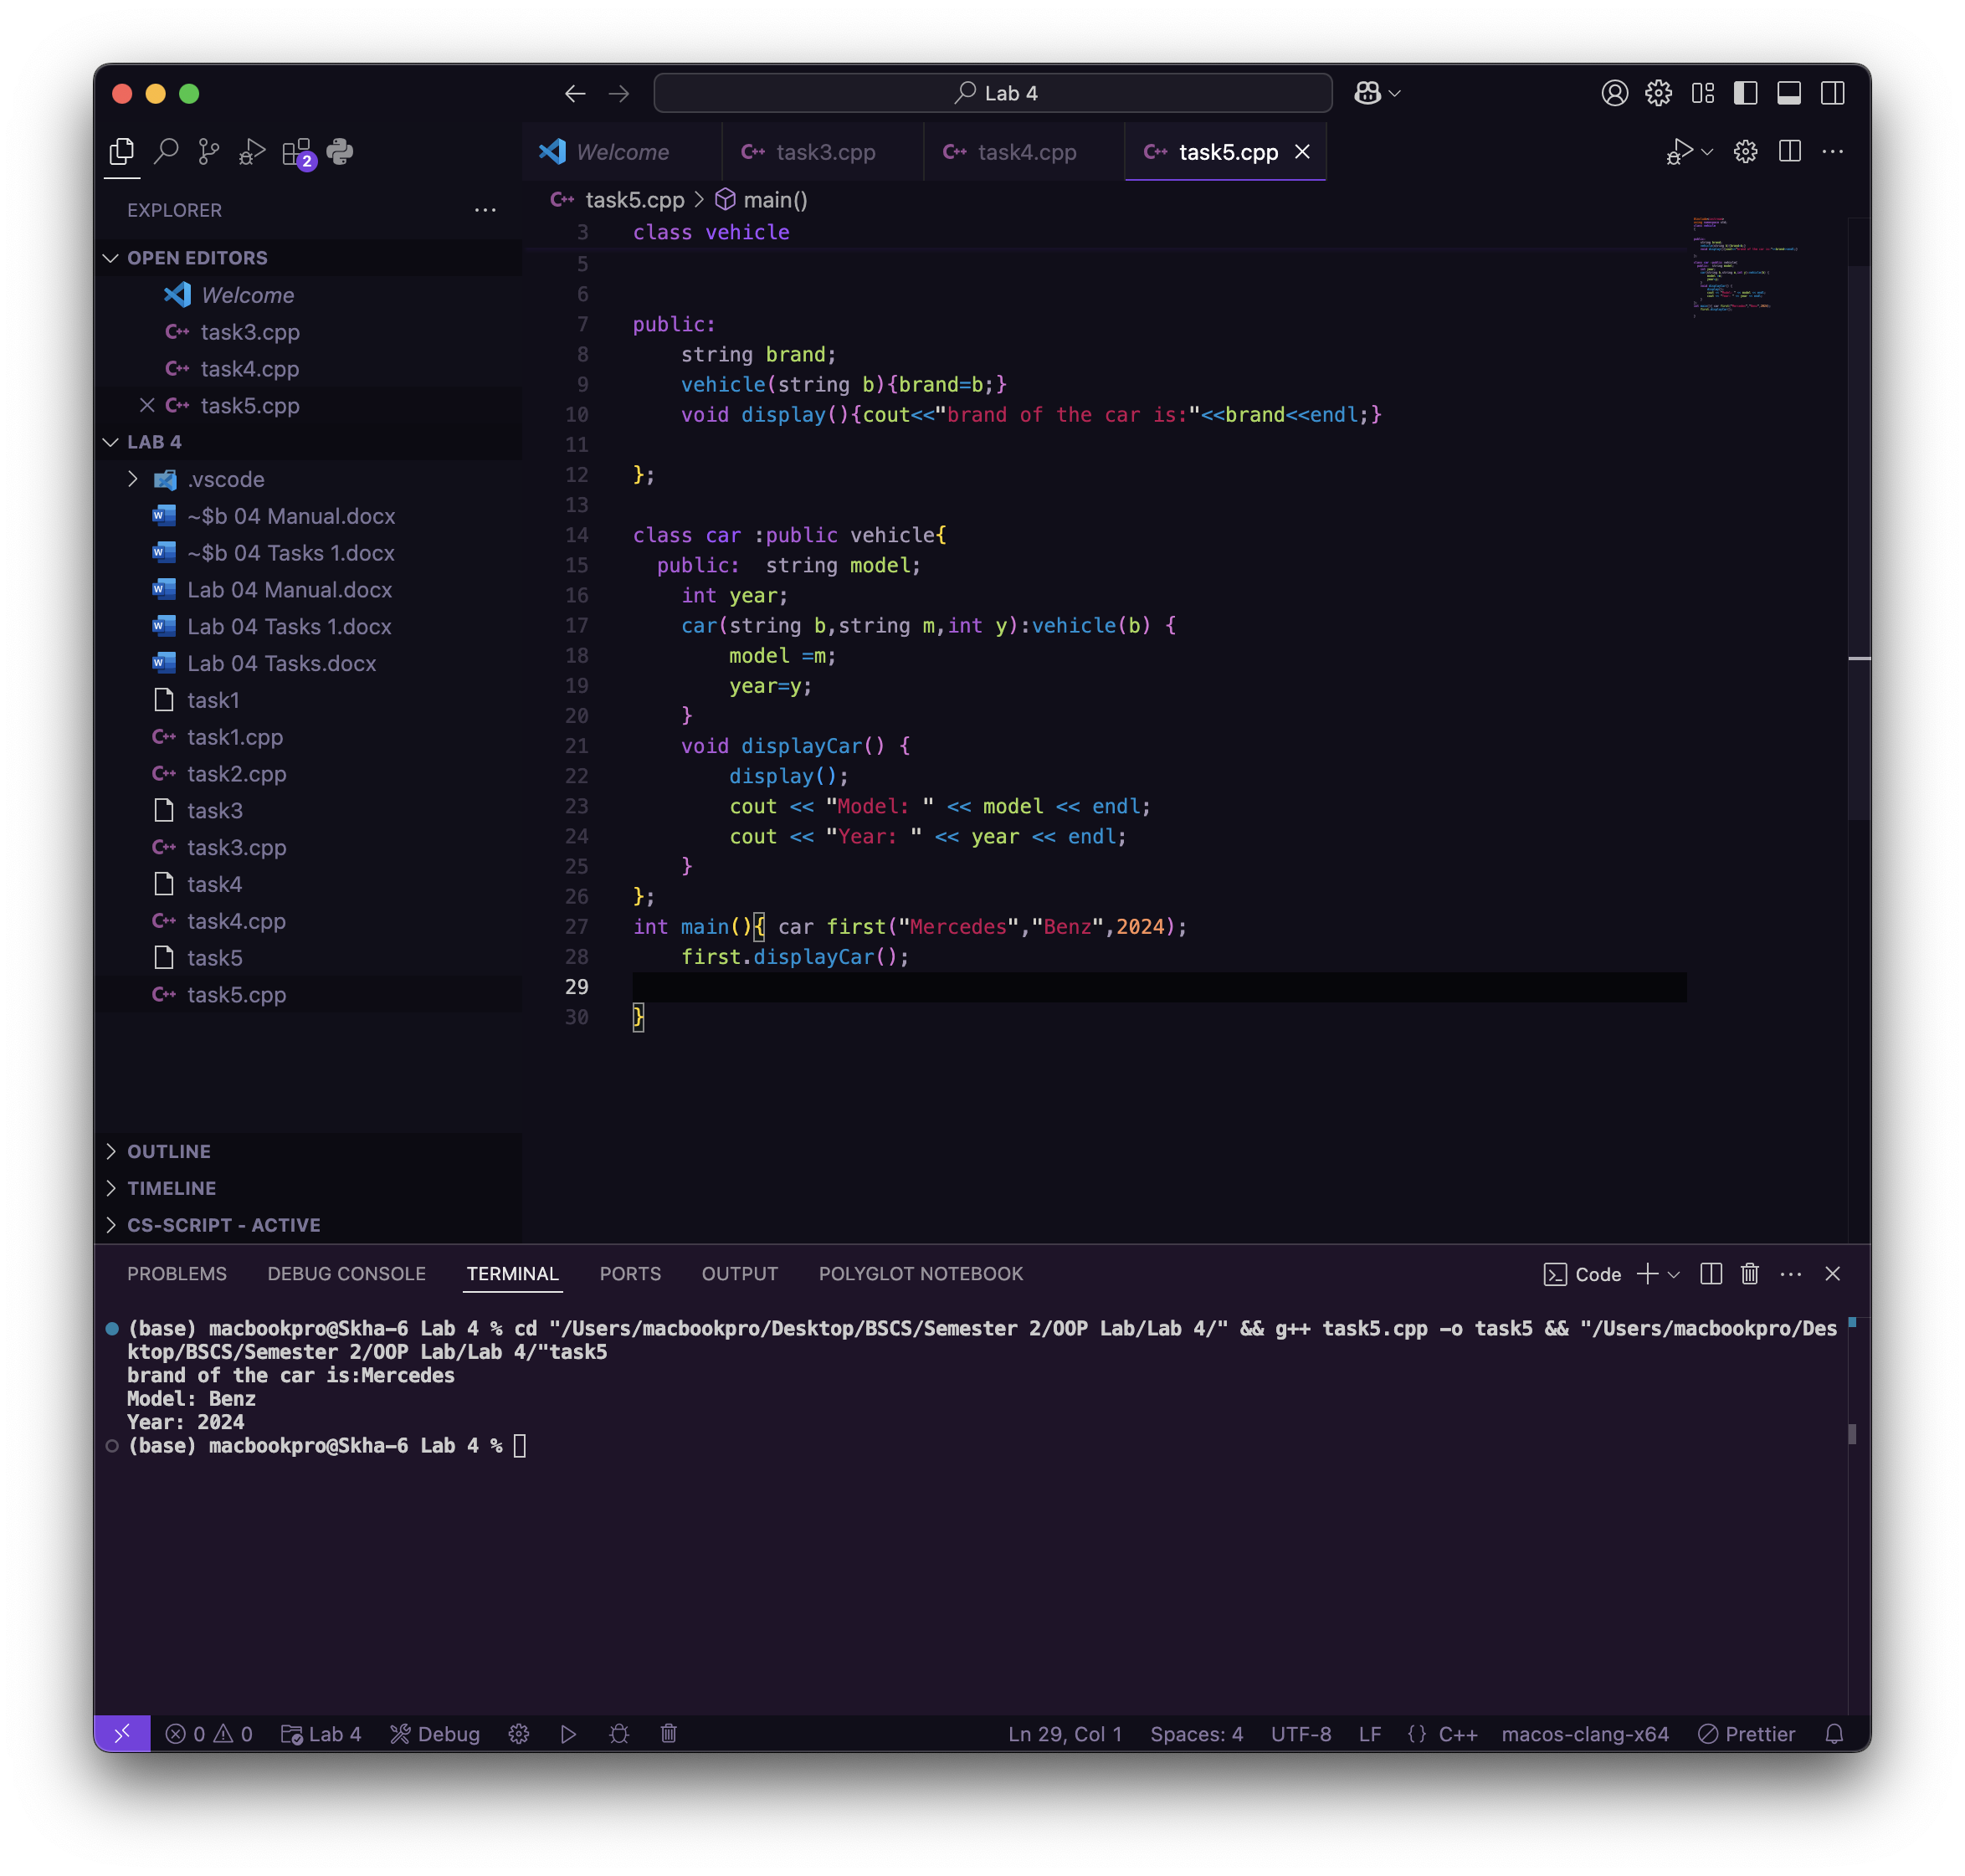 Lab 4
2
Welcome
task3.cpp
task4.cpp
task5.cpp
EXPLORER
OPEN EDITORS
Welcome
task3.cpp
task4.cpp
task5.cpp
LAB 4
.vscode
~$b 04 Manual.docx
~$b 04 Tasks 1.docx
Lab 04 Manual.docx
Lab 04 Tasks 1.docx
Lab 04 Tasks.docx
task1
task1.cpp
task2.cpp
task3
task3.cpp
task4
task4.cpp
task5
task5.cpp
OUTLINE
TIMELINE
CS-SCRIPT - ACTIVE
task5.cpp > main()
3 class vehicle
5
6
7 public:
8 string brand;
9 vehicle(string b){brand=b;}
10 void display(){cout<<"brand of the car is:"<<brand<<endl;}
11
12 };
13
14 class car :public vehicle{
15 public:  string model;
16 int year;
17 car(string b,string m,int y):vehicle(b) {
18 model =m;
19 year=y;
20 }
21 void displayCar() {
22 display();
23 cout << "Model: " << model << endl;
24 cout << "Year: " << year << endl;
25 }
26 };
27 int main(){ car first("Mercedes","Benz",2024);
28 first.displayCar();
29
30 }
PROBLEMS DEBUG CONSOLE TERMINAL PORTS OUTPUT POLYGLOT NOTEBOOK Code
(base) macbookpro@Skha-6 Lab 4 % cd "/Users/macbookpro/Desktop/BSCS/Semester 2/OOP Lab/Lab 4/" && g++ task5.cpp -o task5 && "/Users/macbookpro/Des
ktop/BSCS/Semester 2/OOP Lab/Lab 4/"task5
brand of the car is:Mercedes
Model: Benz
Year: 2024
(base) macbookpro@Skha-6 Lab 4 %
0 0 Lab 4 Debug Ln 29, Col 1 Spaces: 4 UTF-8 LF {} C++ macos-clang-x64 Prettier